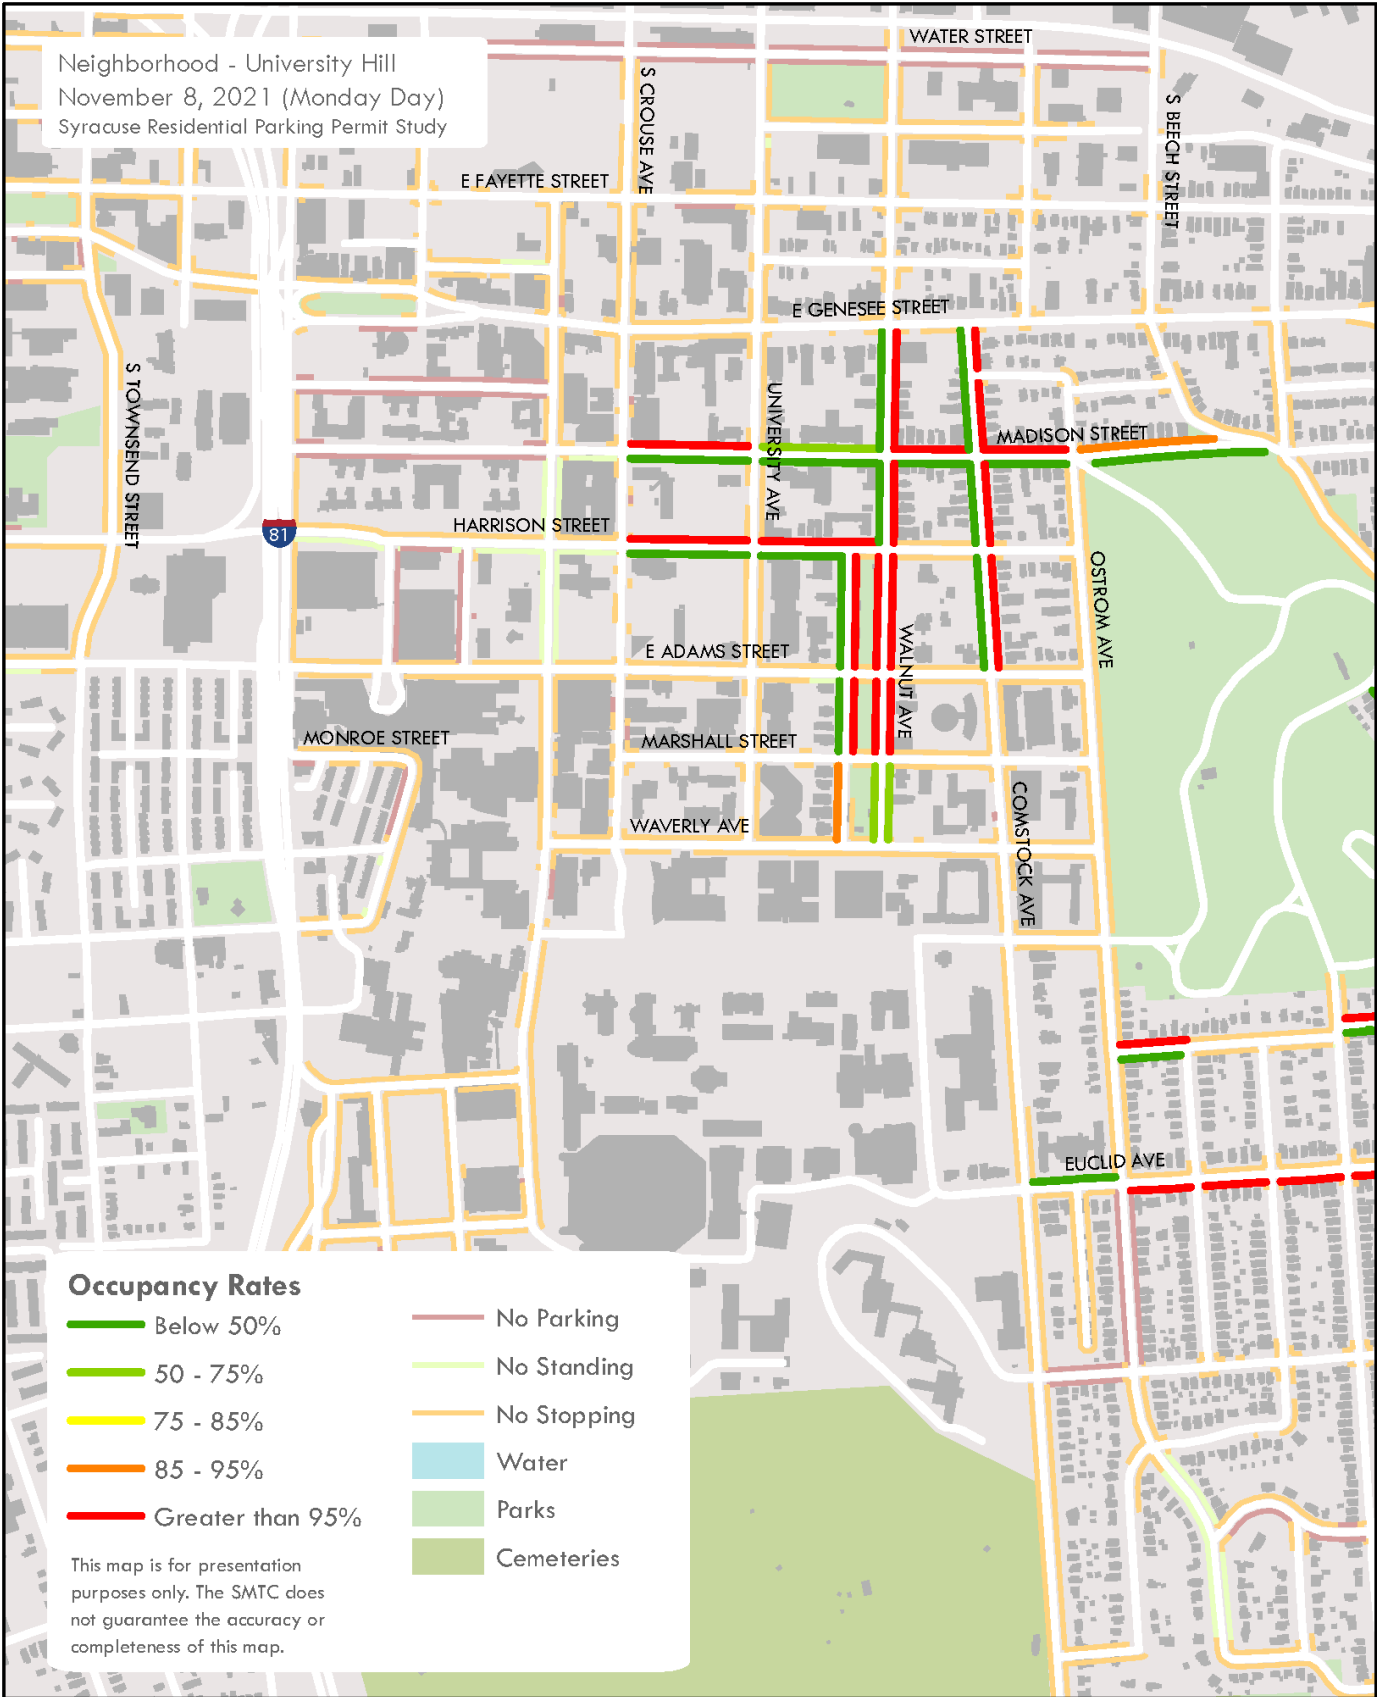 Neighborhood - University Hill
November 8, 2021 (Monday Day)
Syracuse Residential Parking Permit Study
WATER STREET
S CROUSE AVE
S BEECH STREET
E FAYETTE STREET
E GENESEE STREET
S TOWNSEND STREET
UNIVERSITY AVE
MADISON STREET
HARRISON STREET
81
OSTROM AVE
E ADAMS STREET
WALNUT AVE
MONROE STREET
MARSHALL STREET
COMSTOCK AVE
WAVERLY AVE
EUCLID AVE
Occupancy Rates
Below 50%
50 - 75%
75 - 85%
85 - 95%
Greater than 95%
No Parking
No Standing
No Stopping
Water
Parks
Cemeteries
This map is for presentation
purposes only. The SMTC does
not guarantee the accuracy or
completeness of this map.